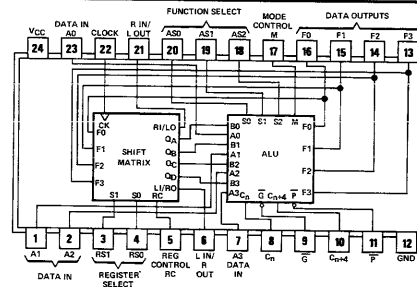 FUNCTION SELECT
MODE CONTROL M
DATA OUTPUTS
VCC
DATA IN A0
CLOCK
R IN/ L OUT
AS0
AS1
AS2
F0
F1
F2
F3
24
23
22
21
20
19
18
17
16
15
14
13
CK
F0
F1
F2
F3
SHIFT MATRIX
RI/LO
QA
QB
QC
QD
LI/RO
S1
S0
RC
S0
S1
S2
M
B0
A0
B1
A1
B2
A2
B3
A3
ALU
F0
F1
F2
F3
Cn
G
Cn+4
P
1
2
3
4
5
6
7
8
9
10
11
12
A1
A2
RS1
RS0
REG CONTROL RC
L IN/ R OUT
A3 DATA IN
Cn
G
Cn+4
P
GND
DATA IN
REGISTER SELECT